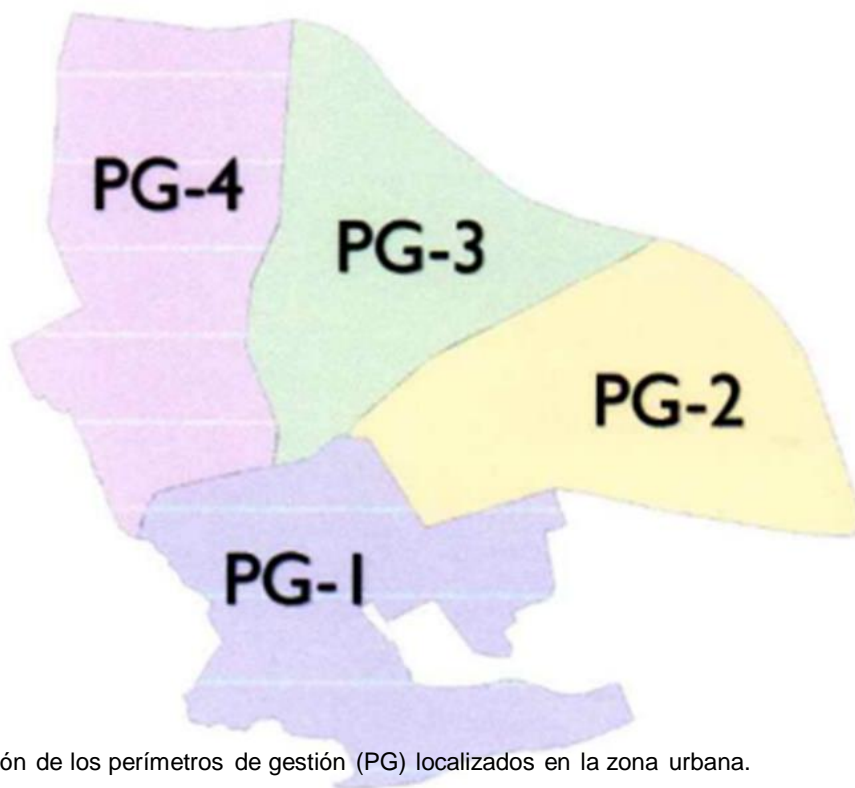 PG-4
PG-3
PG-2
PG-1
ón de los perímetros de gestión (PG) localizados en la zona urbana.